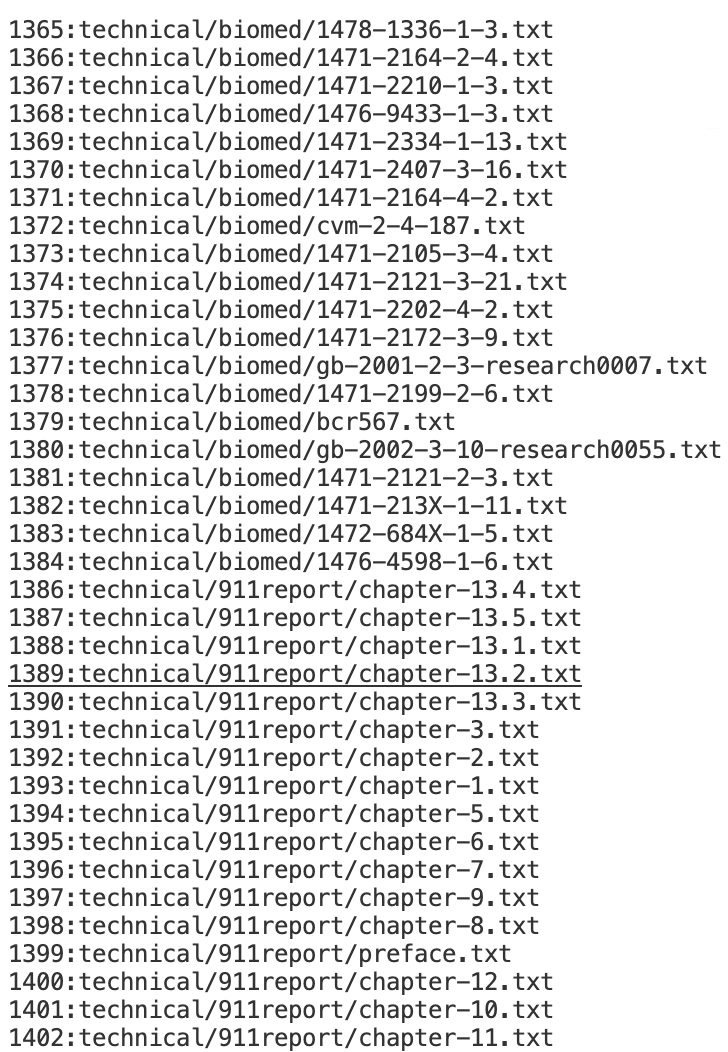 1365:technical/biomed/1478-1336-1-3.txt
1366:technical/biomed/1471-2164-2-4.txt
1367:technical/biomed/1471-2210-1-3.txt
1368:technical/biomed/1476-9433-1-3.txt
1369:technical/biomed/1471-2334-1-13.txt
1370:technical/biomed/1471-2407-3-16.txt
1371:technical/biomed/1471-2164-4-2.txt
1372:technical/biomed/cvm-2-4-187.txt
1373:technical/biomed/1471-2105-3-4.txt
1374:technical/biomed/1471-2121-3-21.txt
1375:technical/biomed/1471-2202-4-2.txt
1376:technical/biomed/1471-2172-3-9.txt
1377:technical/biomed/gb-2001-2-3-research0007.txt
1378:technical/biomed/1471-2199-2-6.txt
1379:technical/biomed/bcr567.txt
1380:technical/biomed/gb-2002-3-10-research0055.txt
1381:technical/biomed/1471-2121-2-3.txt
1382:technical/biomed/1471-213X-1-11.txt
1383:technical/biomed/1472-684X-1-5.txt
1384:technical/biomed/1476-4598-1-6.txt
1386:technical/911report/chapter-13.4.txt
1387:technical/911report/chapter-13.5.txt
1388:technical/911report/chapter-13.1.txt
1389:technical/911report/chapter-13.2.txt
1390:technical/911report/chapter-13.3.txt
1391:technical/911report/chapter-3.txt
1392:technical/911report/chapter-2.txt
1393:technical/911report/chapter-1.txt
1394:technical/911report/chapter-5.txt
1395:technical/911report/chapter-6.txt
1396:technical/911report/chapter-7.txt
1397:technical/911report/chapter-9.txt
1398:technical/911report/chapter-8.txt
1399:technical/911report/preface.txt
1400:technical/911report/chapter-12.txt
1401:technical/911report/chapter-10.txt
1402:technical/911report/chapter-11.txt